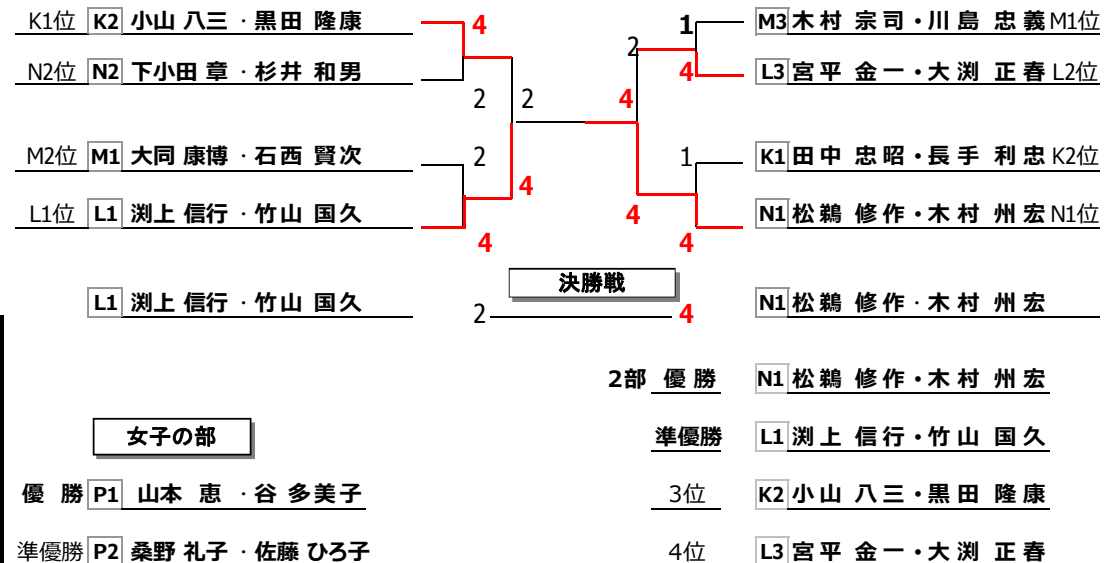 K1位 K2 小山 八三 ・黒田 隆康 4 1 M3 木村 宗司・川島 忠義 M1位
2
N2位 N2 下小田 章 ・杉井 和男 4 L3 宮平 金一・大渕 正春 L2位
2 2 4
M2位 M1 大同 康博 ・石西 賢次 2 1 K1 田中 忠昭・長手 利忠 K2位
4
L1位 L1 渕上 信行 ・竹山 国久 4 N1 松鵜 修作・木村 州宏 N1位
4 4
決勝戦
L1 渕上 信行 ・竹山 国久 2 4 N1 松鵜 修作・木村 州宏
2部 優勝 N1 松鵜 修作・木村 州宏
女子の部 準優勝 L1 渕上 信行・竹山 国久
優 勝 P1 山本 恵 ・谷 多美子 3位 K2 小山 八三・黒田 隆康
準優勝 P2 桑野 礼子 ・佐藤 ひろ子 4位 L3 宮平 金一・大渕 正春